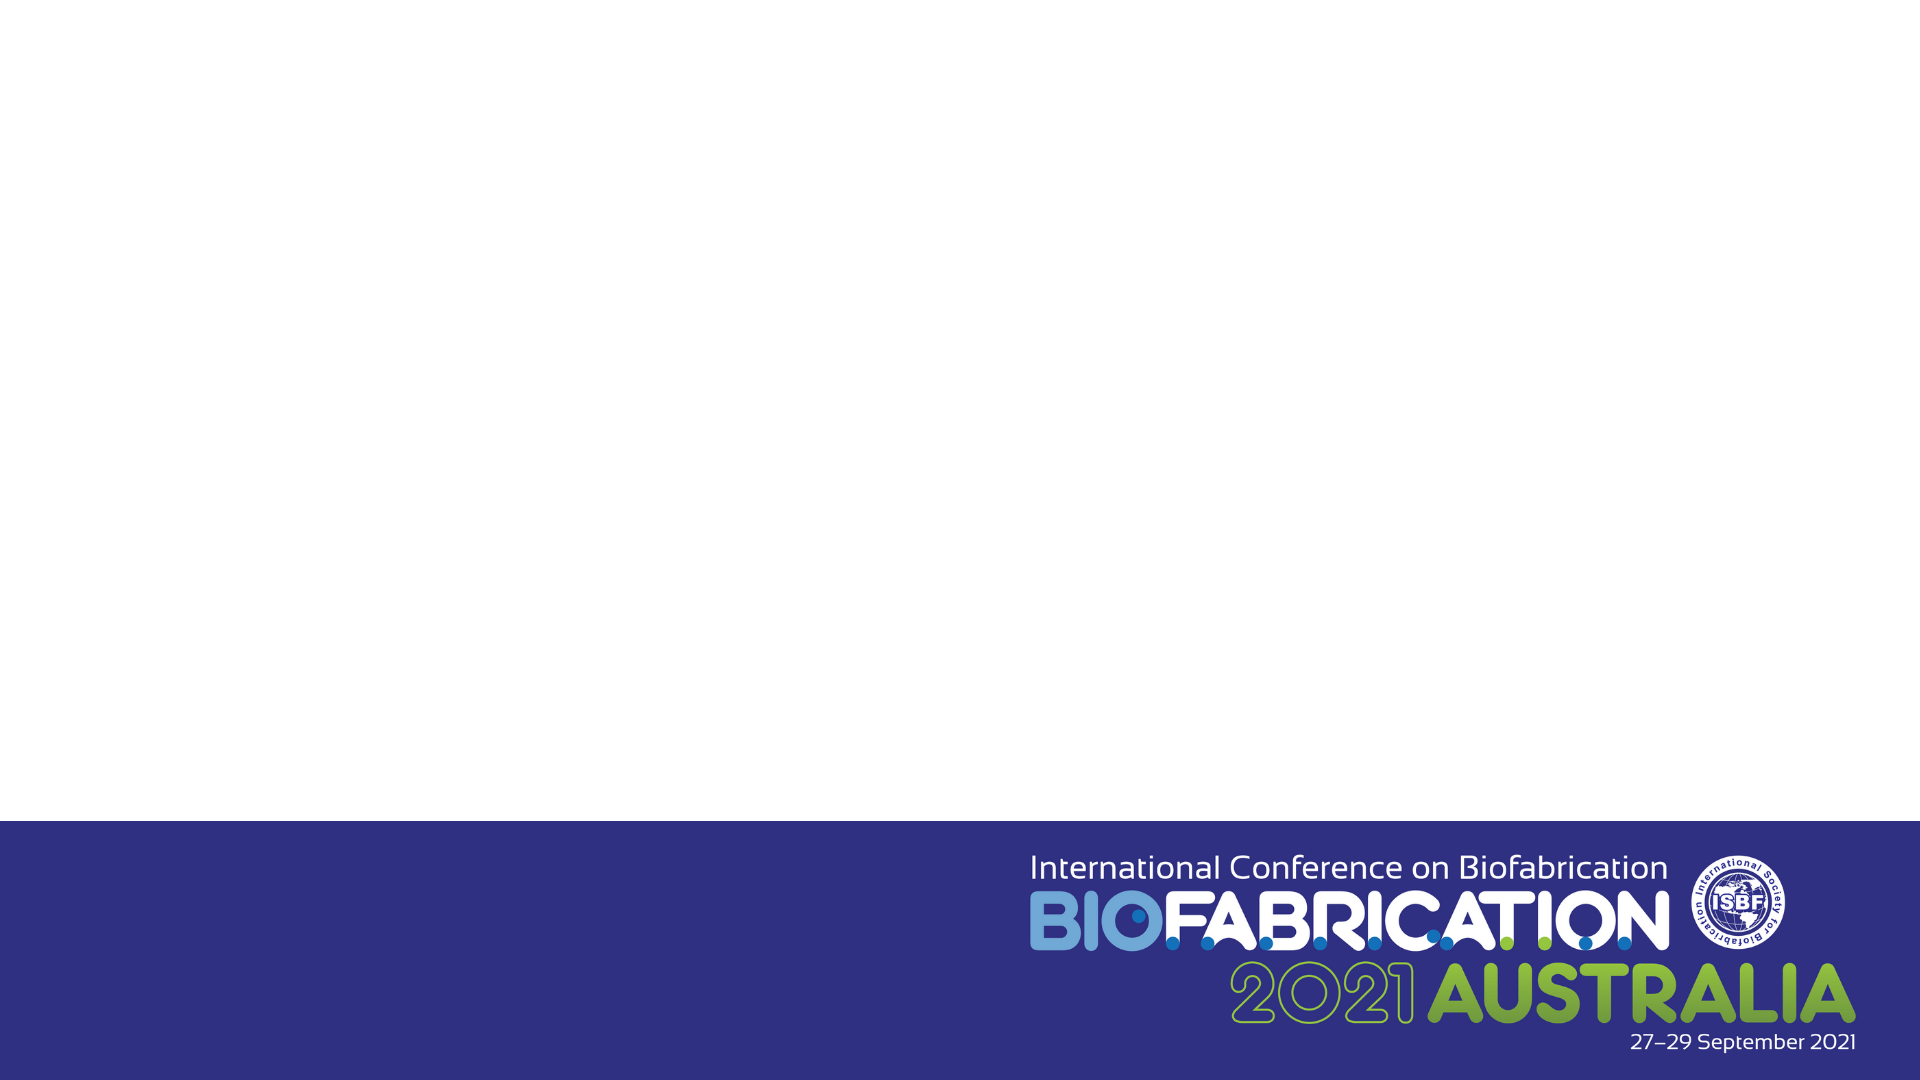 International Conference on Biofabrication
BIOFABRICATION
International Society for Biofabrication
ISBF
2021 AUSTRALIA
27–29 September 2021